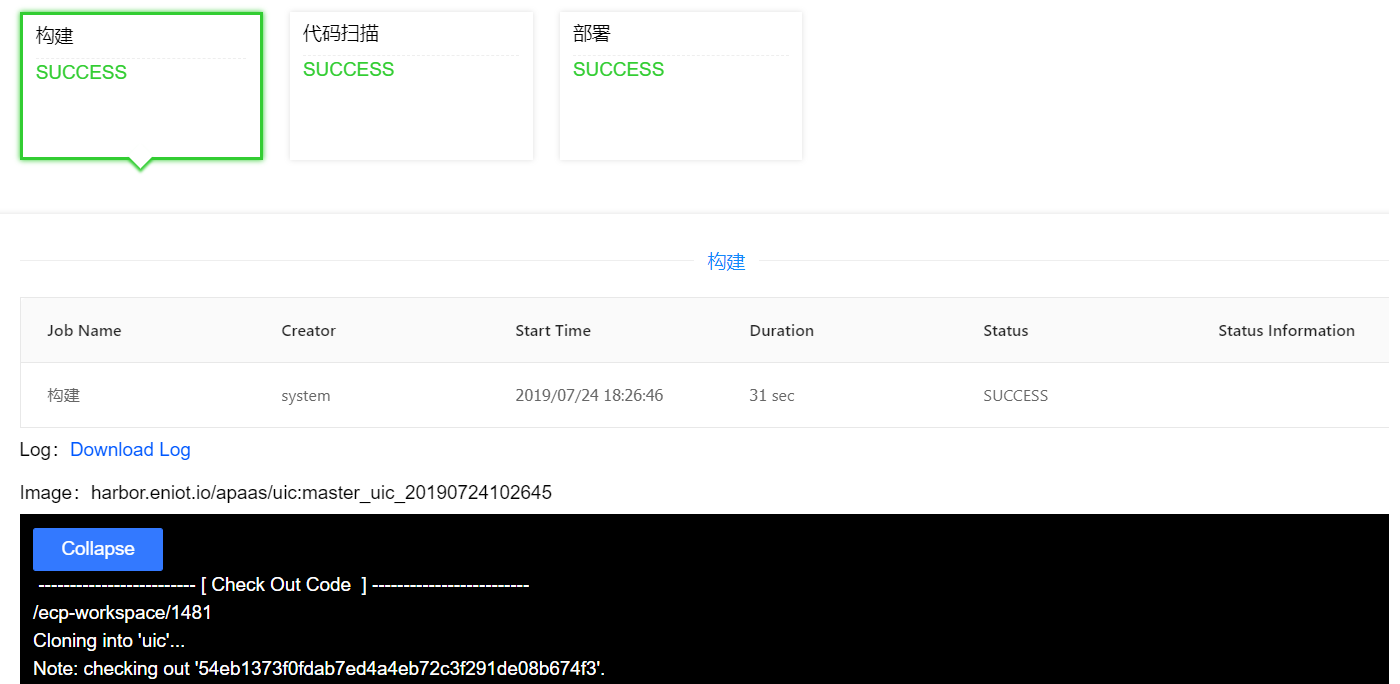 构建 代码扫描 部署
SUCCESS SUCCESS SUCCESS
构建
Job Name Creator Start Time Duration Status Status Information
构建 system 2019/07/24 18:26:46 31 sec SUCCESS
Log：Download Log
Image：harbor.eniot.io/apaas/uic:master_uic_20190724102645
Collapse
------------------------- [ Check Out Code  ] -------------------------
/ecp-workspace/1481
Cloning into 'uic'...
Note: checking out '54eb1373f0fdab7ed4a4eb72c3f291de08b674f3'.